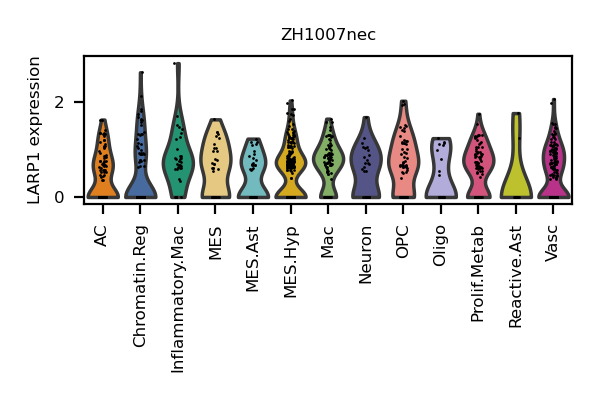 ZH1007nec
LARP1 expression
2
0
AC
Chromatin.Reg
Inflammatory.Mac
MES
MES.Ast
MES.Hyp
Mac
Neuron
OPC
Oligo
Prolif.Metab
Reactive.Ast
Vasc